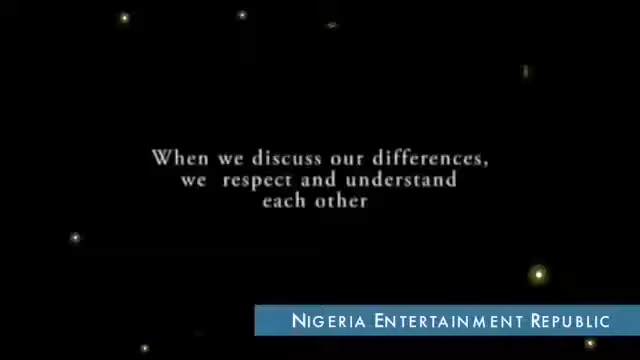 When we discuss our differences,
we respect and understand
each other
NIGERIA ENTERTAINMENT REPUBLIC